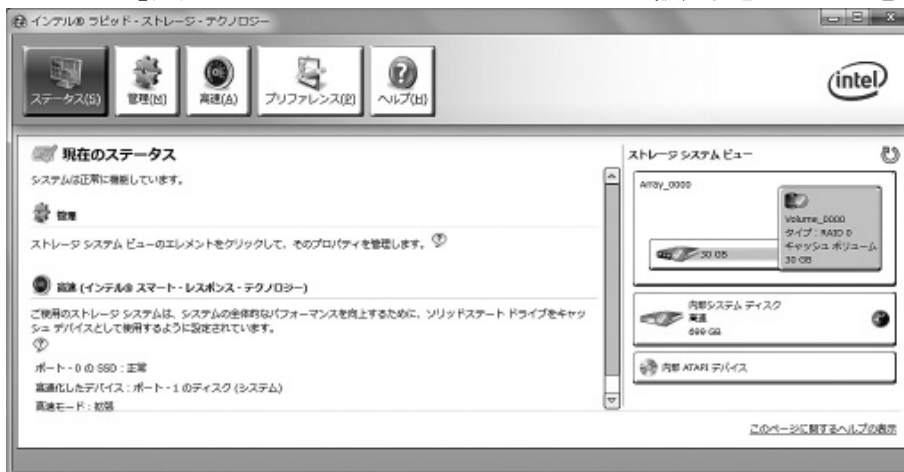 インテル® ラピッド・ストレージ・テクノロジー
ステータス(S)
管理(M)
高速(A)
プリファレンス(P)
ヘルプ(H)
intel
現在のステータス
システムは正常に機能しています。
管理
ストレージ システム ビューのエレメントをクリックして、そのプロパティを管理します。
高速 (インテル® スマート・レスポンス・テクノロジー)
ご使用のストレージ システムは、システムの全体的なパフォーマンスを向上するために、ソリッドステート ドライブをキャッ
シュ デバイスとして使用するように設定されています。
ポート - 0 の SSD : 正常
高速化したデバイス : ポート - 1 のディスク (システム)
高速モード : 拡張
ストレージ システム ビュー
Array_0000
30 GB
Volume_0000
タイプ : RAID 0
キャッシュ ボリューム
30 GB
内部システム ディスク
高速
699 GB
内部 ATAPI デバイス
このページに関するヘルプの表示